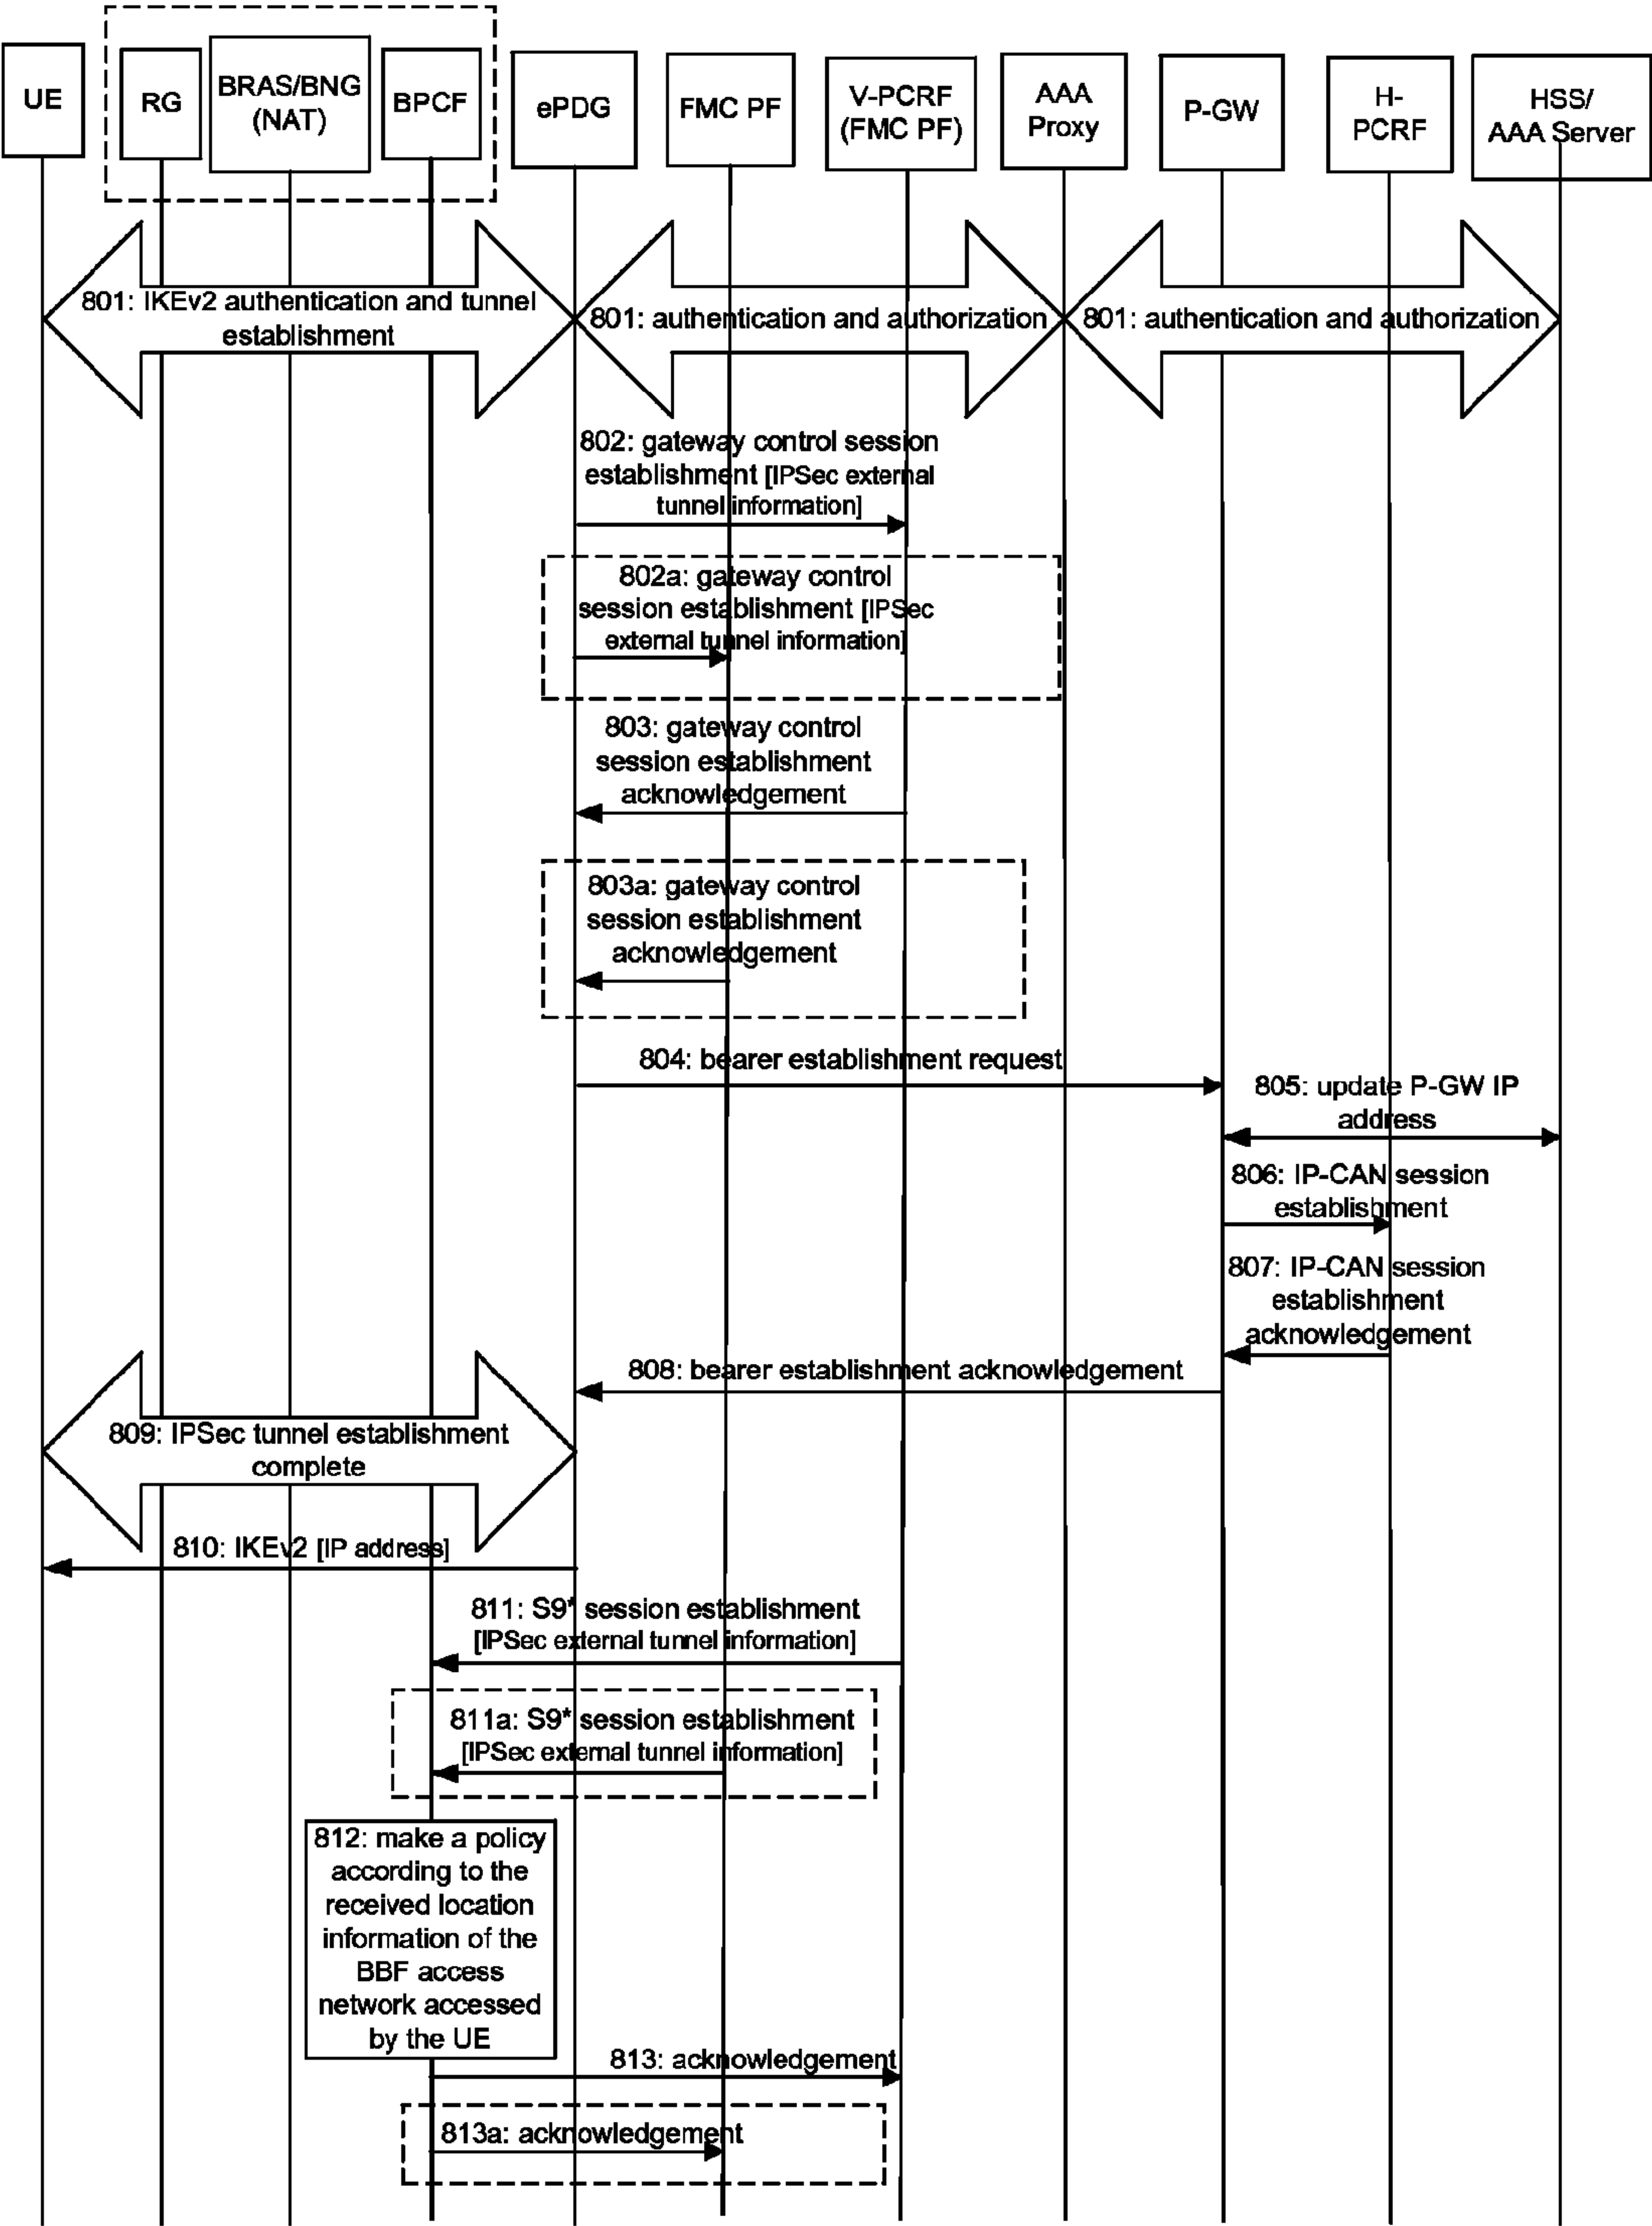 UE
RG
BRAS/BNG
(NAT)
BPCF
ePDG
FMC PF
V-PCRF
(FMC PF)
AAA
Proxy
P-GW
H-
PCRF
HSS/
AAA Server
801: IKEv2 authentication and tunnel
establishment
801: authentication and authorization
801: authentication and authorization
802: gateway control session
establishment [IPSec external
tunnel information]
802a: gateway control
session establishment [IPSec
external tunnel information]
803: gateway control
session establishment
acknowledgement
803a: gateway control
session establishment
acknowledgement
804: bearer establishment request
805: update P-GW IP
address
806: IP-CAN session
establishment
807: IP-CAN session
establishment
acknowledgement
808: bearer establishment acknowledgement
809: IPSec tunnel establishment
complete
810: IKEv2 [IP address]
811: S9* session establishment
[IPSec external tunnel information]
811a: S9* session establishment
[IPSec external tunnel information]
812: make a policy
according to the
received location
information of the
BBF access
network accessed
by the UE
813: acknowledgement
813a: acknowledgement